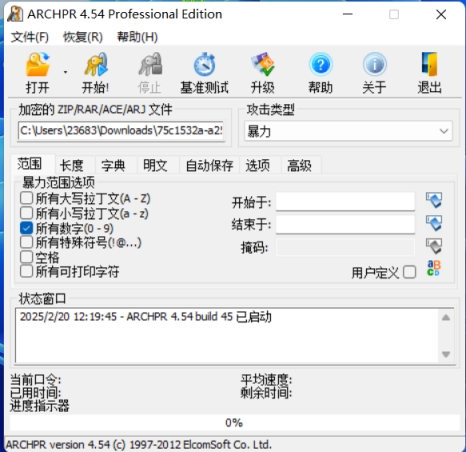 ARCHPR 4.54 Professional Edition
文件(F) 恢复(R) 帮助(H)
打开 开始! 停止 基准测试 升级 帮助 关于 退出
加密的 ZIP/RAR/ACE/ARJ 文件 攻击类型
C:\Users\23683\Downloads\75c1532a-a25 暴力
范围 长度 字典 明文 自动保存 选项 高级
暴力范围选项
所有大写拉丁文(A - Z) 开始于:
所有小写拉丁文(a - z)
所有数字(0 - 9) 结束于:
所有特殊符号(!@...) 掩码:
空格
所有可打印字符 用户定义
状态窗口
2025/2/20 12:19:45 - ARCHPR 4.54 build 45 已启动
当前口令: 平均速度:
已用时间: 剩余时间:
进度指示器
0%
ARCHPR version 4.54 (c) 1997-2012 ElcomSoft Co. Ltd.